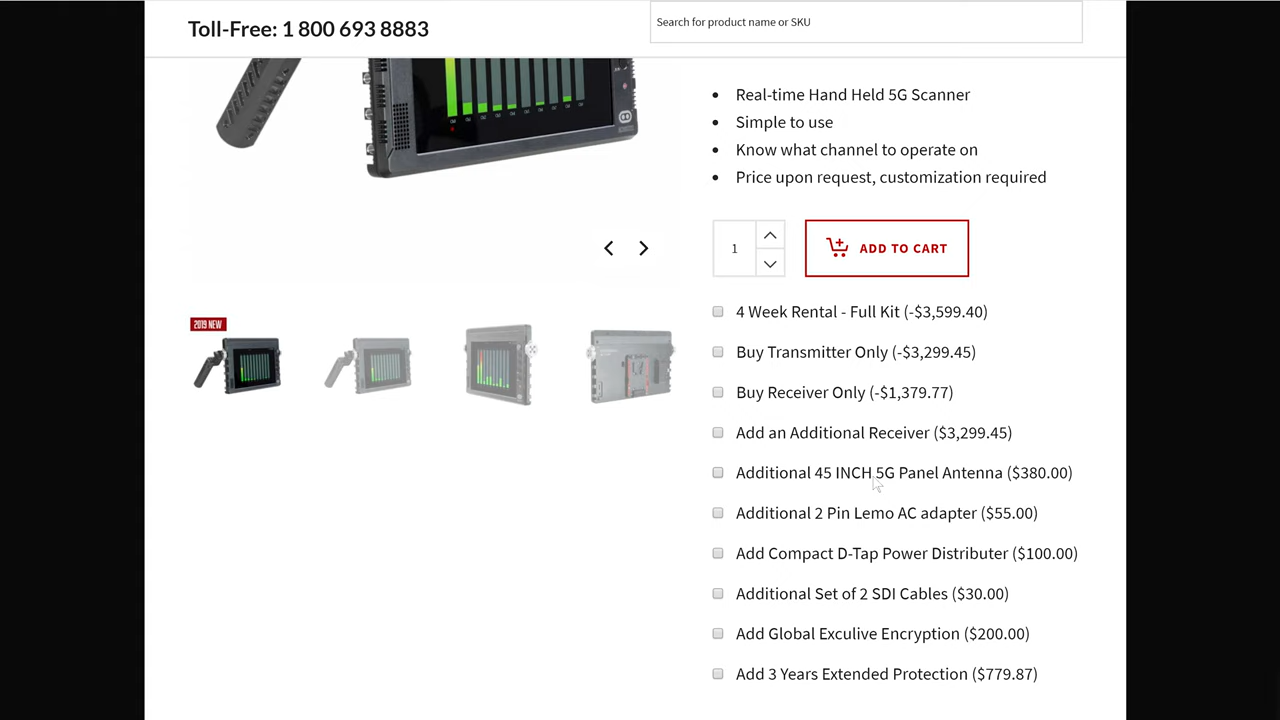 Toll-Free: 1 800 693 8883
Search for product name or SKU
Real-time Hand Held 5G Scanner
Simple to use
Know what channel to operate on
Price upon request, customization required
1
ADD TO CART
2019 NEW
4 Week Rental - Full Kit (-$3,599.40)
Buy Transmitter Only (-$3,299.45)
Buy Receiver Only (-$1,379.77)
Add an Additional Receiver ($3,299.45)
Additional 45 INCH 5G Panel Antenna ($380.00)
Additional 2 Pin Lemo AC adapter ($55.00)
Add Compact D-Tap Power Distributer ($100.00)
Additional Set of 2 SDI Cables ($30.00)
Add Global Exculive Encryption ($200.00)
Add 3 Years Extended Protection ($779.87)